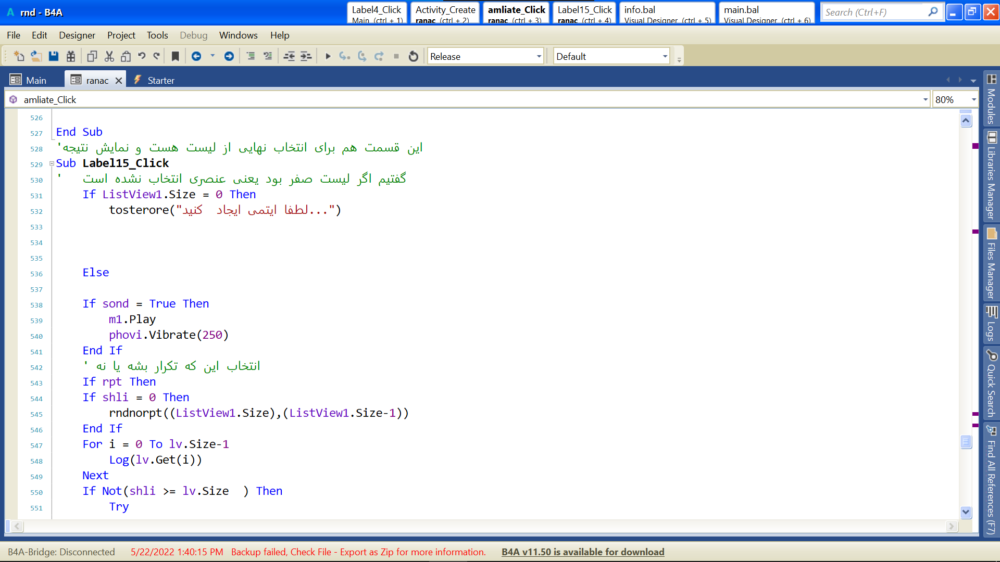 rnd - B4A
Label4_Click
Main (ctrl + 1)
Activity_Create
ranac (ctrl + 2)
amliate_Click
ranac (ctrl + 3)
Label15_Click
ranac (ctrl + 4)
info.bal
Visual Designer (ctrl + 5)
main.bal
Visual Designer (ctrl + 6)
Search (Ctrl+F)
File Edit Designer Project Tools Debug Windows Help
Release
Default
Main
ranac
Starter
amliate_Click
80%
526
527 End Sub
528 'این قسمت هم برای انتخاب نهایی از لیست هست و نمایش نتیجه
529 Sub Label15_Click
530 ' گفتیم اگر لیست صفر بود یعنی عنصری انتخاب نشده است
531 If ListView1.Size = 0 Then
532 tosterore("لطفا ایتمی ایجاد کنید...")
533
534
535
536 Else
537
538 If sond = True Then
539 m1.Play
540 phovi.Vibrate(250)
541 End If
542 ' انتخاب این که تکرار بشه یا نه
543 If rpt Then
544 If shli = 0 Then
545 rndnorpt((ListView1.Size),(ListView1.Size-1))
546 End If
547 For i = 0 To lv.Size-1
548 Log(lv.Get(i))
549 Next
550 If Not(shli >= lv.Size ) Then
551 Try
Modules
Libraries Manager
Files Manager
Logs
Quick Search
Find All References (F7)
B4A-Bridge: Disconnected
5/22/2022 1:40:15 PM Backup failed, Check File - Export as Zip for more information.
B4A v11.50 is available for download